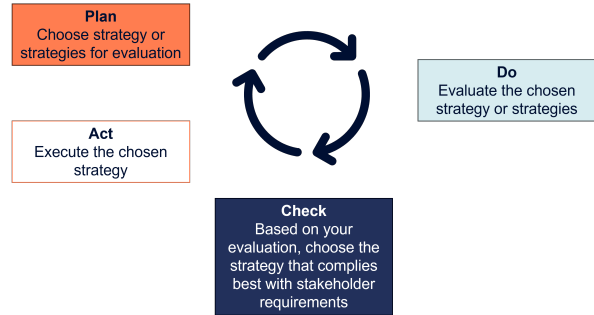 Plan
Choose strategy or
strategies for evaluation
Do
Evaluate the chosen
strategy or strategies
Act
Execute the chosen
strategy
Check
Based on your
evaluation, choose the
strategy that complies
best with stakeholder
requirements